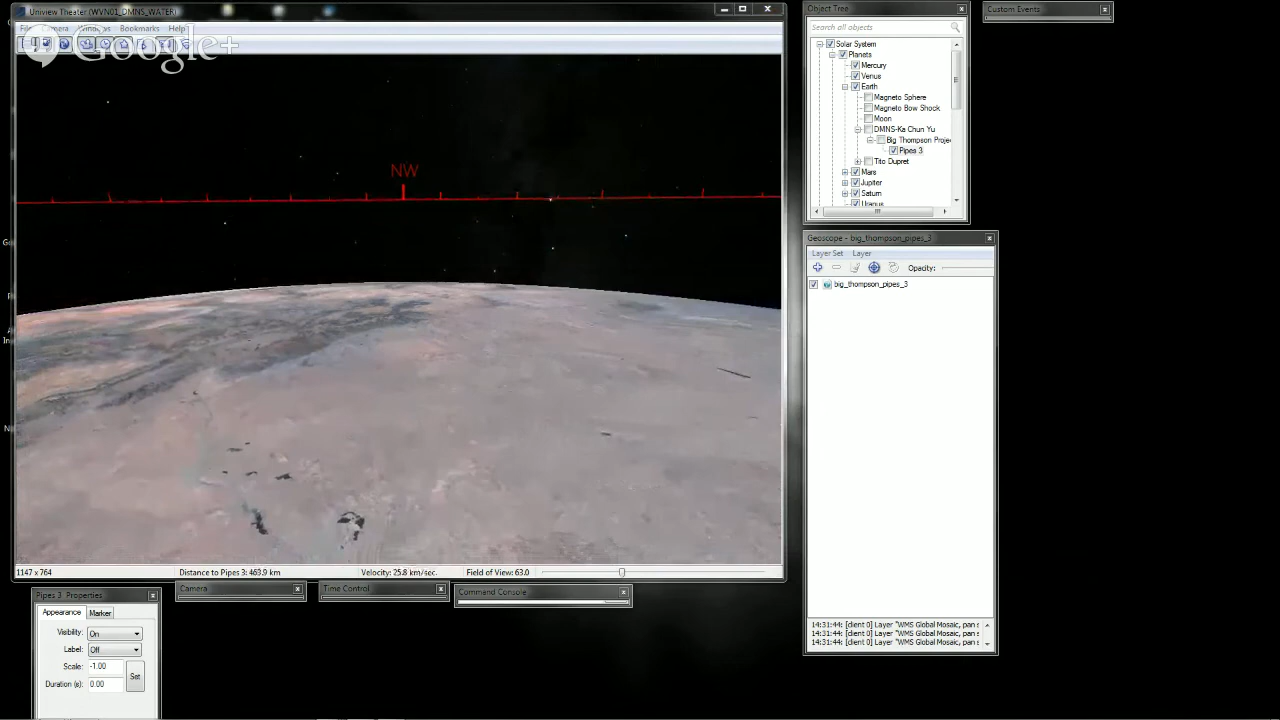 Uniview Theater (WVN01_DMNS_WATER)
File Camera Windows Bookmarks Help
Google+
NW
1147 x 764 Distance to Pipes 3: 463.9 km Velocity: 25.8 km/sec. Field of View: 63.0
Object Tree
Search all objects
Solar System
Planets
Mercury
Venus
Earth
Magneto Sphere
Magneto Bow Shock
Moon
DMNS-Ka Chun Yu
Big Thompson Projec
Pipes 3
Tito Dupret
Mars
Jupiter
Saturn
Uranus
Custom Events
Geoscope - big_thompson_pipes_3
Layer Set Layer
Opacity:
big_thompson_pipes_3
14:31:44: [client 0] Layer "WMS Global Mosaic, pan s
14:31:44: [client 0] Layer "WMS Global Mosaic, pan s
14:31:44: [client 0] Layer "WMS Global Mosaic, pan s
Camera
Time Control
Command Console
Pipes 3 Properties
Appearance Marker
Visibility: On
Label: Off
Scale: -1.00
Duration (s): 0.00
Set